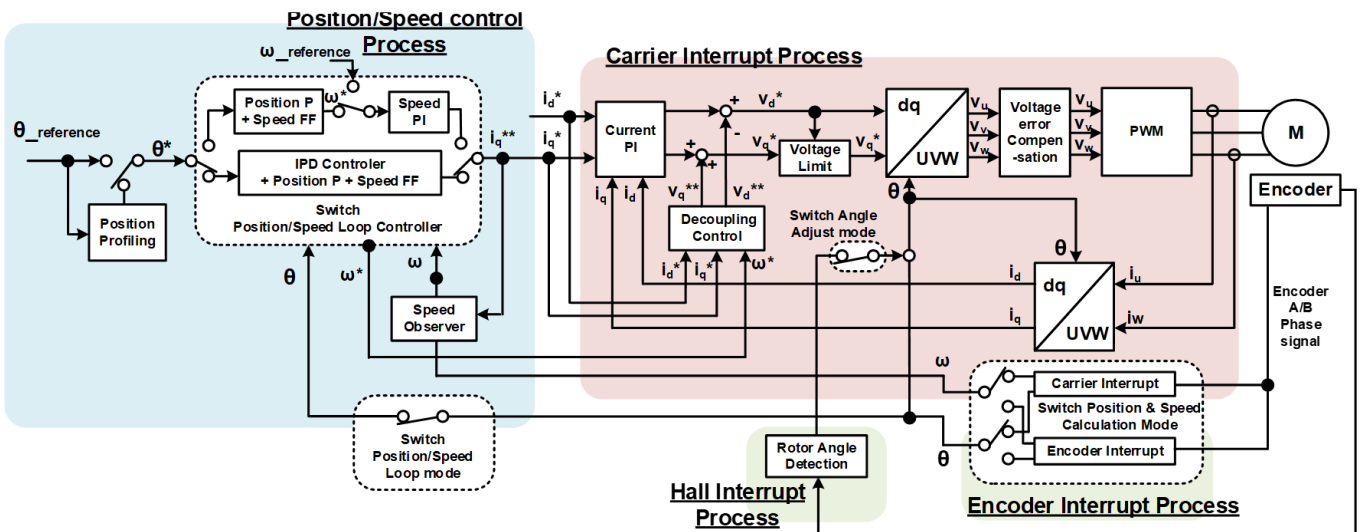 Position/Speed control
Process
ω_reference
Position P
+ Speed FF
ω*
Speed
PI
θ_reference
θ*
IPD Controler
+ Position P + Speed FF
Switch
Position/Speed Loop Controller
Position
Profiling
iq**
θ
ω*
ω
Speed
Observer
Switch
Position/Speed
Loop mode
Carrier Interrupt Process
id*
iq*
Current
PI
iq
id
+
-
+
+
vd*
vq*
Voltage
Limit
vq*
vq**
vd**
Decoupling
Control
id*
iq*
ω*
Switch Angle
Adjust mode
dq
UVW
θ
vu
vv
vw
Voltage
error
Compen
-sation
vu
vv
vw
PWM
M
Encoder
θ
dq
UVW
id
iq
iu
iw
Encoder
A/B
Phase
signal
ω
θ
Carrier Interrupt
Switch Position & Speed
Calculation Mode
Encoder Interrupt
Encoder Interrupt Process
Rotor Angle
Detection
Hall Interrupt
Process